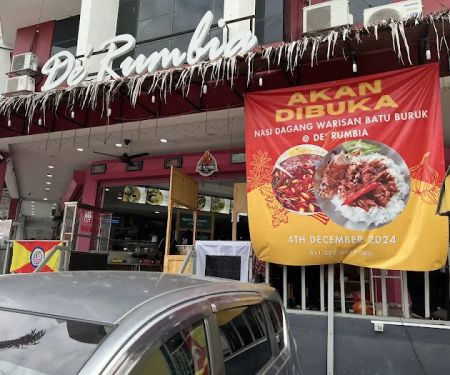 De' Rumbia
AKAN
DIBUKA
NASI DAGANG WARISAN BATU BURUK
@ DE' RUMBIA
4TH DECEMBER 2024